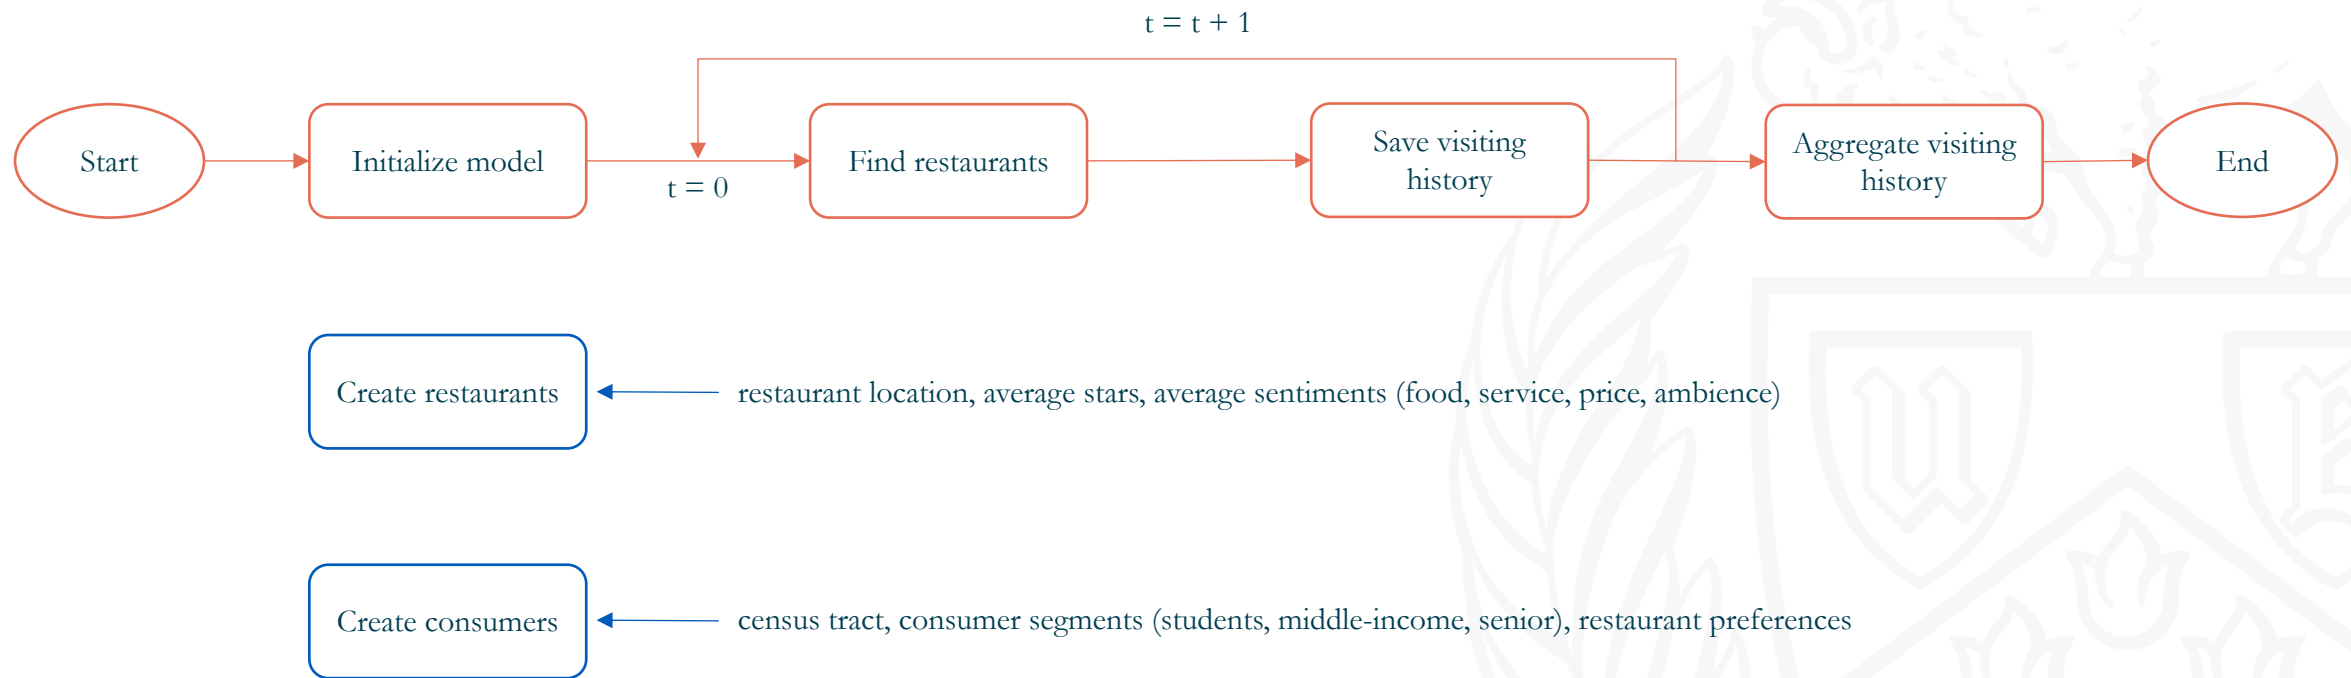 t = t + 1
Start
Initialize model
t = 0
Find restaurants
Save visiting
history
Aggregate visiting
history
End
Create restaurants
restaurant location, average stars, average sentiments (food, service, price, ambience)
Create consumers
census tract, consumer segments (students, middle-income, senior), restaurant preferences